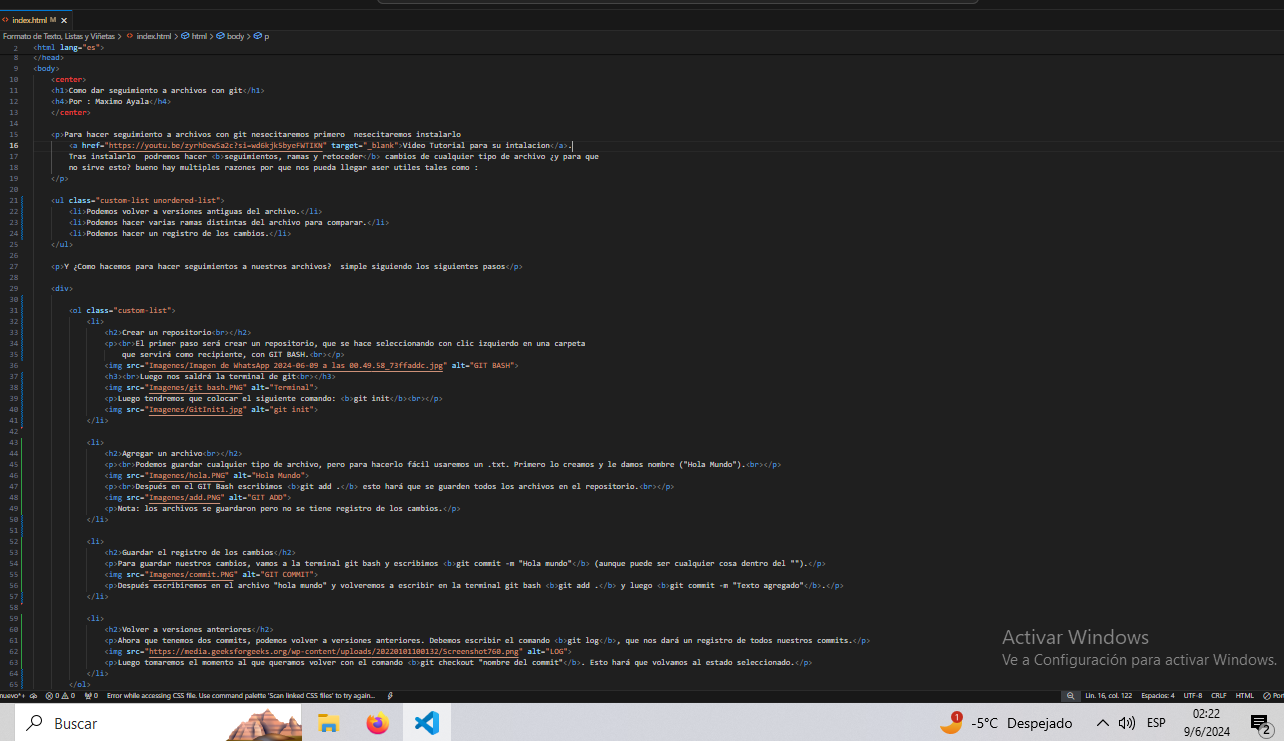 index.html M
Formato de Texto, Listas y Viñetas > index.html > html > body > p
2 <html lang="es">
8 </head>
9 <body>
10 <center>
11 <h1>Como dar seguimiento a archivos con git</h1>
12 <h4>Por : Maximo Ayala</h4>
13 </center>
14
15 <p>Para hacer seguimiento a archivos con git nesecitaremos primero  nesecitaremos instalarlo
16 <a href="https://youtu.be/zyrhDewSa2c?si=wd6kjk5byeFWTIKN" target="_blank">Video Tutorial para su intalacion</a>.
17 Tras instalarlo  podremos hacer <b>seguimientos, ramas y retoceder</b> cambios de cualquier tipo de archivo ¿y para que
18 no sirve esto? bueno hay multiples razones por que nos pueda llegar aser utiles tales como :
19 </p>
20
21 <ul class="custom-list unordered-list">
22 <li>Podemos volver a versiones antiguas del archivo.</li>
23 <li>Podemos hacer varias ramas distintas del archivo para comparar.</li>
24 <li>Podemos hacer un registro de los cambios.</li>
25 </ul>
26
27 <p>Y ¿Como hacemos para hacer seguimientos a nuestros archivos?  simple siguiendo los siguientes pasos</p>
28
29 <div>
30
31 <ol class="custom-list">
32 <li>
33 <h2>Crear un repositorio<br></h2>
34 <p><br>El primer paso será crear un repositorio, que se hace seleccionando con clic izquierdo en una carpeta
35 que servirá como recipiente, con GIT BASH.<br></p>
36 <img src="Imagenes/Imagen de WhatsApp 2024-06-09 a las 00.49.58_73ffaddc.jpg" alt="GIT BASH">
37 <h3><br>Luego nos saldrá la terminal de git<br></h3>
38 <img src="Imagenes/git bash.PNG" alt="Terminal">
39 <p>Luego tendremos que colocar el siguiente comando: <b>git init</b><br></p>
40 <img src="Imagenes/GitInit1.jpg" alt="git init">
41 </li>
42
43 <li>
44 <h2>Agregar un archivo<br></h2>
45 <p><br>Podemos guardar cualquier tipo de archivo, pero para hacerlo fácil usaremos un .txt. Primero lo creamos y le damos nombre ("Hola Mundo").<br></p>
46 <img src="Imagenes/hola.PNG" alt="Hola Mundo">
47 <p><br>Después en el GIT Bash escribimos <b>git add .</b> esto hará que se guarden todos los archivos en el repositorio.<br></p>
48 <img src="Imagenes/add.PNG" alt="GIT ADD">
49 <p>Nota: los archivos se guardaron pero no se tiene registro de los cambios.</p>
50 </li>
51
52 <li>
53 <h2>Guardar el registro de los cambios</h2>
54 <p>Para guardar nuestros cambios, vamos a la terminal git bash y escribimos <b>git commit -m "Hola mundo"</b> (aunque puede ser cualquier cosa dentro del "").</p>
55 <img src="Imagenes/commit.PNG" alt="GIT COMMIT">
56 <p>Después escribiremos en el archivo "hola mundo" y volveremos a escribir en la terminal git bash <b>git add .</b> y luego <b>git commit -m "Texto agregado"</b>.</p>
57 </li>
58
59 <li>
60 <h2>Volver a versiones anteriores</h2>
61 <p>Ahora que tenemos dos commits, podemos volver a versiones anteriores. Debemos escribir el comando <b>git log</b>, que nos dará un registro de todos nuestros commits.</p>
62 <img src="https://media.geeksforgeeks.org/wp-content/uploads/20220101100132/Screenshot760.png" alt="LOG">
63 <p>Luego tomaremos el momento al que queramos volver con el comando <b>git checkout "nombre del commit"</b>. Esto hará que volvamos al estado seleccionado.</p>
64 </li>
65 </ol>
Activar Windows
Ve a Configuración para activar Windows.
nuevo*+ 0 0 0 Error while accessing CSS file. Use command palette 'Scan linked CSS files' to try again... Lín. 16, col. 122 Espacios: 4 UTF-8 CRLF HTML Por
Buscar 1 -5°C Despejado ESP 02:22
9/6/2024 2